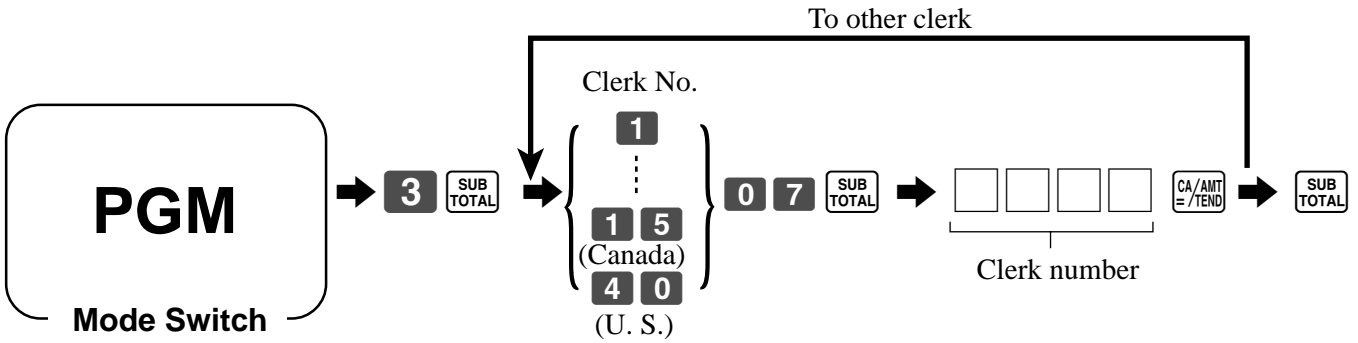 To other clerk
Clerk No.
1
PGM
3 SUB TOTAL
1 5
(Canada)
4 0
(U. S.)
0 7 SUB TOTAL
CA/AMT
= /TEND
SUB TOTAL
Clerk number
Mode Switch